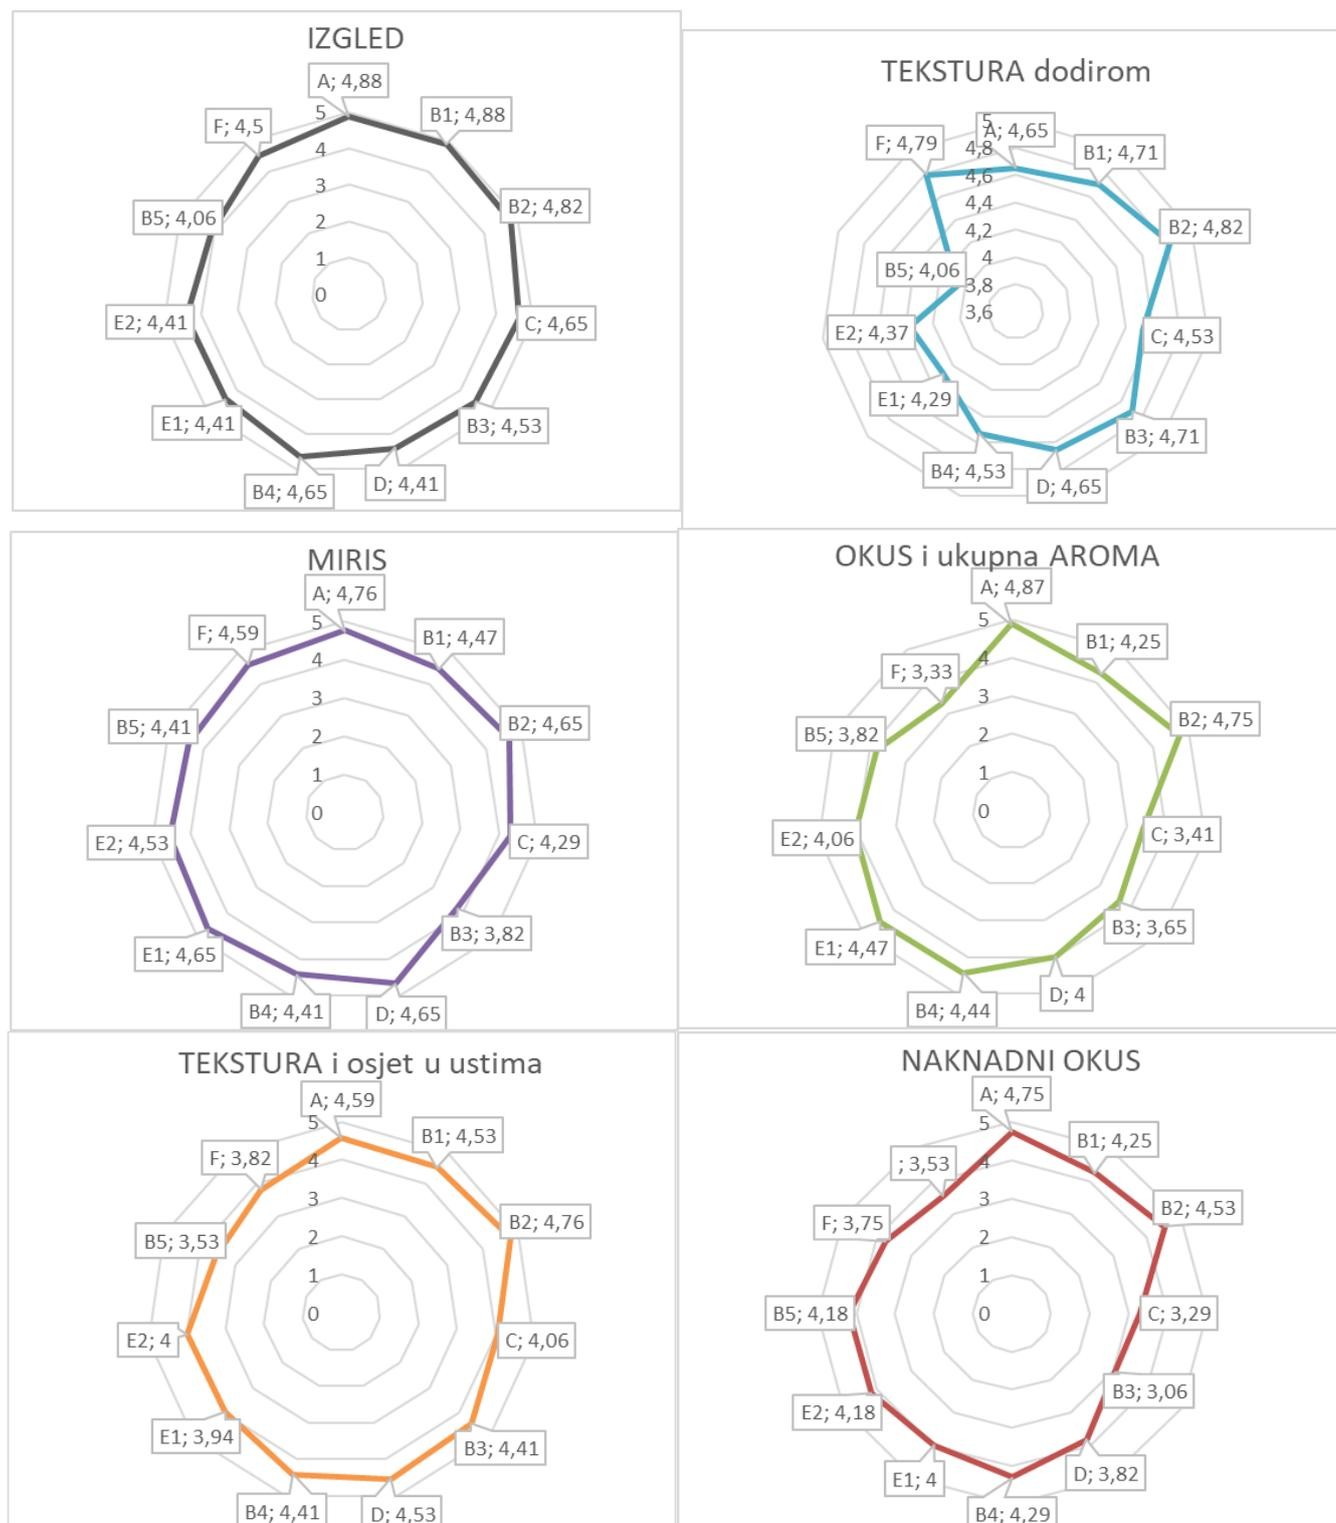 IZGLED
A; 4,88
B1; 4,88
B2; 4,82
C; 4,65
B3; 4,53
D; 4,41
B4; 4,65
E1; 4,41
E2; 4,41
B5; 4,06
F; 4,5
5
4
3
2
1
0
TEKSTURA dodirom
A; 4,65
B1; 4,71
B2; 4,82
C; 4,53
B3; 4,71
D; 4,65
B4; 4,53
E1; 4,29
E2; 4,37
B5; 4,06
F; 4,79
5
4,8
4,6
4,4
4,2
4
3,8
3,6
MIRIS
A; 4,76
B1; 4,47
B2; 4,65
C; 4,29
B3; 3,82
D; 4,65
B4; 4,41
E1; 4,65
E2; 4,53
B5; 4,41
F; 4,59
5
4
3
2
1
0
OKUS i ukupna AROMA
A; 4,87
B1; 4,25
B2; 4,75
C; 3,41
B3; 3,65
D; 4
B4; 4,44
E1; 4,47
E2; 4,06
B5; 3,82
F; 3,33
5
4
3
2
1
0
TEKSTURA i osjet u ustima
A; 4,59
B1; 4,53
B2; 4,76
C; 4,06
B3; 4,41
D; 4,53
B4; 4,41
E1; 3,94
E2; 4
B5; 3,53
F; 3,82
5
4
3
2
1
0
NAKNADNI OKUS
A; 4,75
B1; 4,25
B2; 4,53
C; 3,29
B3; 3,06
D; 3,82
B4; 4,29
E1; 4
E2; 4,18
B5; 4,18
F; 3,75
; 3,53
5
4
3
2
1
0